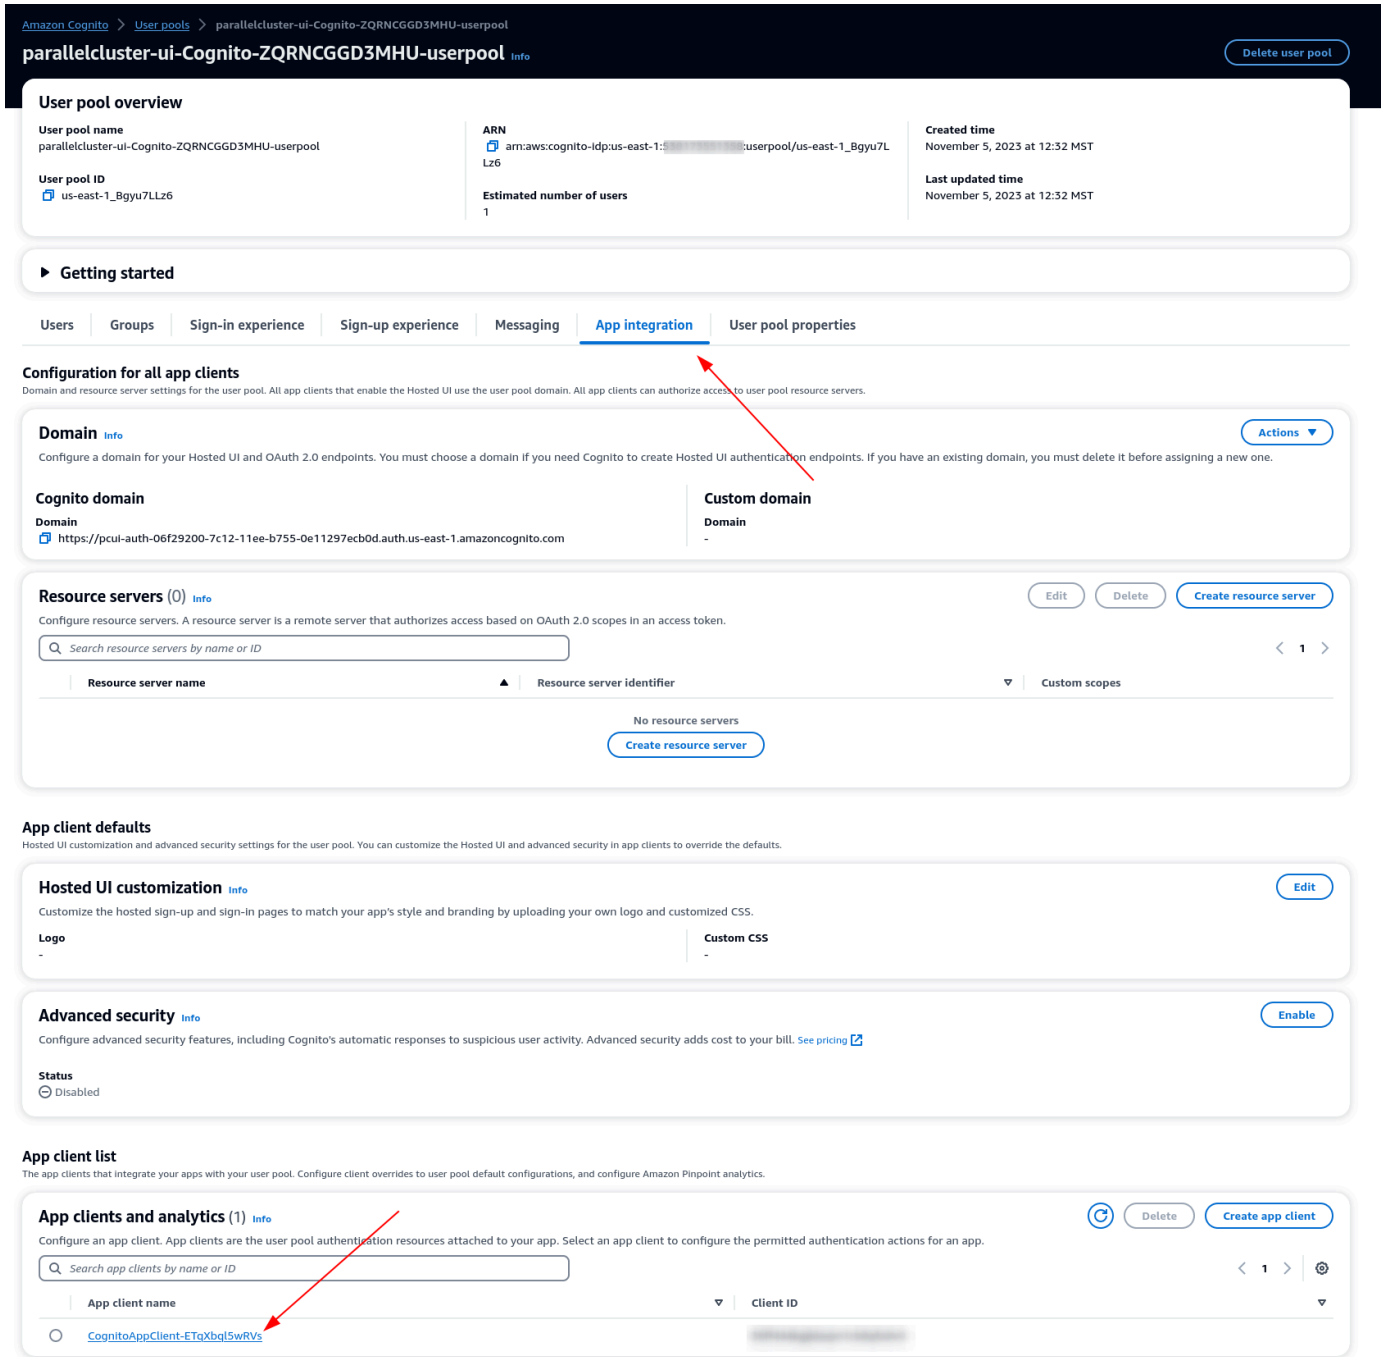 Amazon Cognito > User pools > parallelcluster-ui-Cognito-ZQRNCGGD3MHU-userpool
parallelcluster-ui-Cognito-ZQRNCGGD3MHU-userpool Info
Delete user pool
User pool overview
User pool name
parallelcluster-ui-Cognito-ZQRNCGGD3MHU-userpool
User pool ID
us-east-1_Bgyu7LLz6
ARN
arn:aws:cognito-idp:us-east-1: :userpool/us-east-1_Bgyu7L
Lz6
Estimated number of users
1
Created time
November 5, 2023 at 12:32 MST
Last updated time
November 5, 2023 at 12:32 MST
Getting started
Users Groups Sign-in experience Sign-up experience Messaging App integration User pool properties
Configuration for all app clients
Domain and resource server settings for the user pool. All app clients that enable the Hosted UI use the user pool domain. All app clients can authorize access to user pool resource servers.
Domain Info
Actions
Configure a domain for your Hosted UI and OAuth 2.0 endpoints. You must choose a domain if you need Cognito to create Hosted UI authentication endpoints. If you have an existing domain, you must delete it before assigning a new one.
Cognito domain
Domain
https://pcui-auth-06f29200-7c12-11ee-b755-0e11297ecb0d.auth.us-east-1.amazoncognito.com
Custom domain
Domain
-
Resource servers (0) Info
Edit Delete Create resource server
Configure resource servers. A resource server is a remote server that authorizes access based on OAuth 2.0 scopes in an access token.
Search resource servers by name or ID
< 1 >
Resource server name Resource server identifier Custom scopes
No resource servers
Create resource server
App client defaults
Hosted UI customization and advanced security settings for the user pool. You can customize the Hosted UI and advanced security in app clients to override the defaults.
Hosted UI customization Info
Edit
Customize the hosted sign-up and sign-in pages to match your app's style and branding by uploading your own logo and customized CSS.
Logo
-
Custom CSS
-
Advanced security Info
Enable
Configure advanced security features, including Cognito's automatic responses to suspicious user activity. Advanced security adds cost to your bill. See pricing
Status
Disabled
App client list
The app clients that integrate your apps with your user pool. Configure client overrides to user pool default configurations, and configure Amazon Pinpoint analytics.
App clients and analytics (1) Info
Delete Create app client
Configure an app client. App clients are the user pool authentication resources attached to your app. Select an app client to configure the permitted authentication actions for an app.
Search app clients by name or ID
< 1 >
App client name Client ID
CognitoAppClient-ETqXbql5wRVs